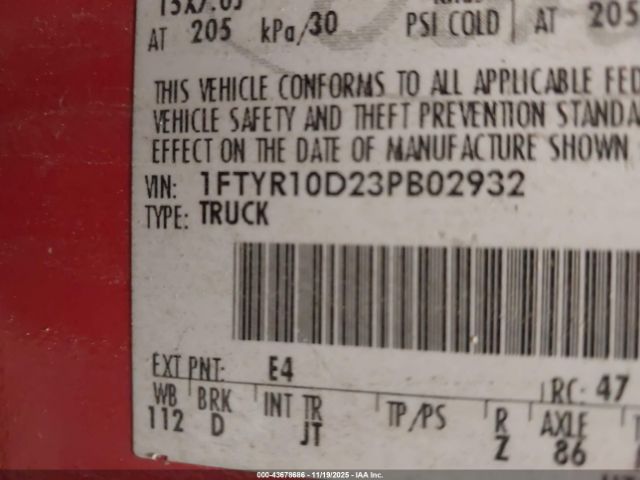 AT 205 kPa/30 PSI COLD AT 205
THIS VEHICLE CONFORMS TO ALL APPLICABLE FED
VEHICLE SAFETY AND THEFT PREVENTION STANDA
EFFECT ON THE DATE OF MANUFACTURE SHOWN
VIN: 1FTYR10D23PB02932
TYPE: TRUCK
EXT PNT: E4 RC: 47
WB BRK INT TR TP/PS R AXLE
112 D JT Z 86
000-43678686 - 11/19/2025 - IAA Inc.